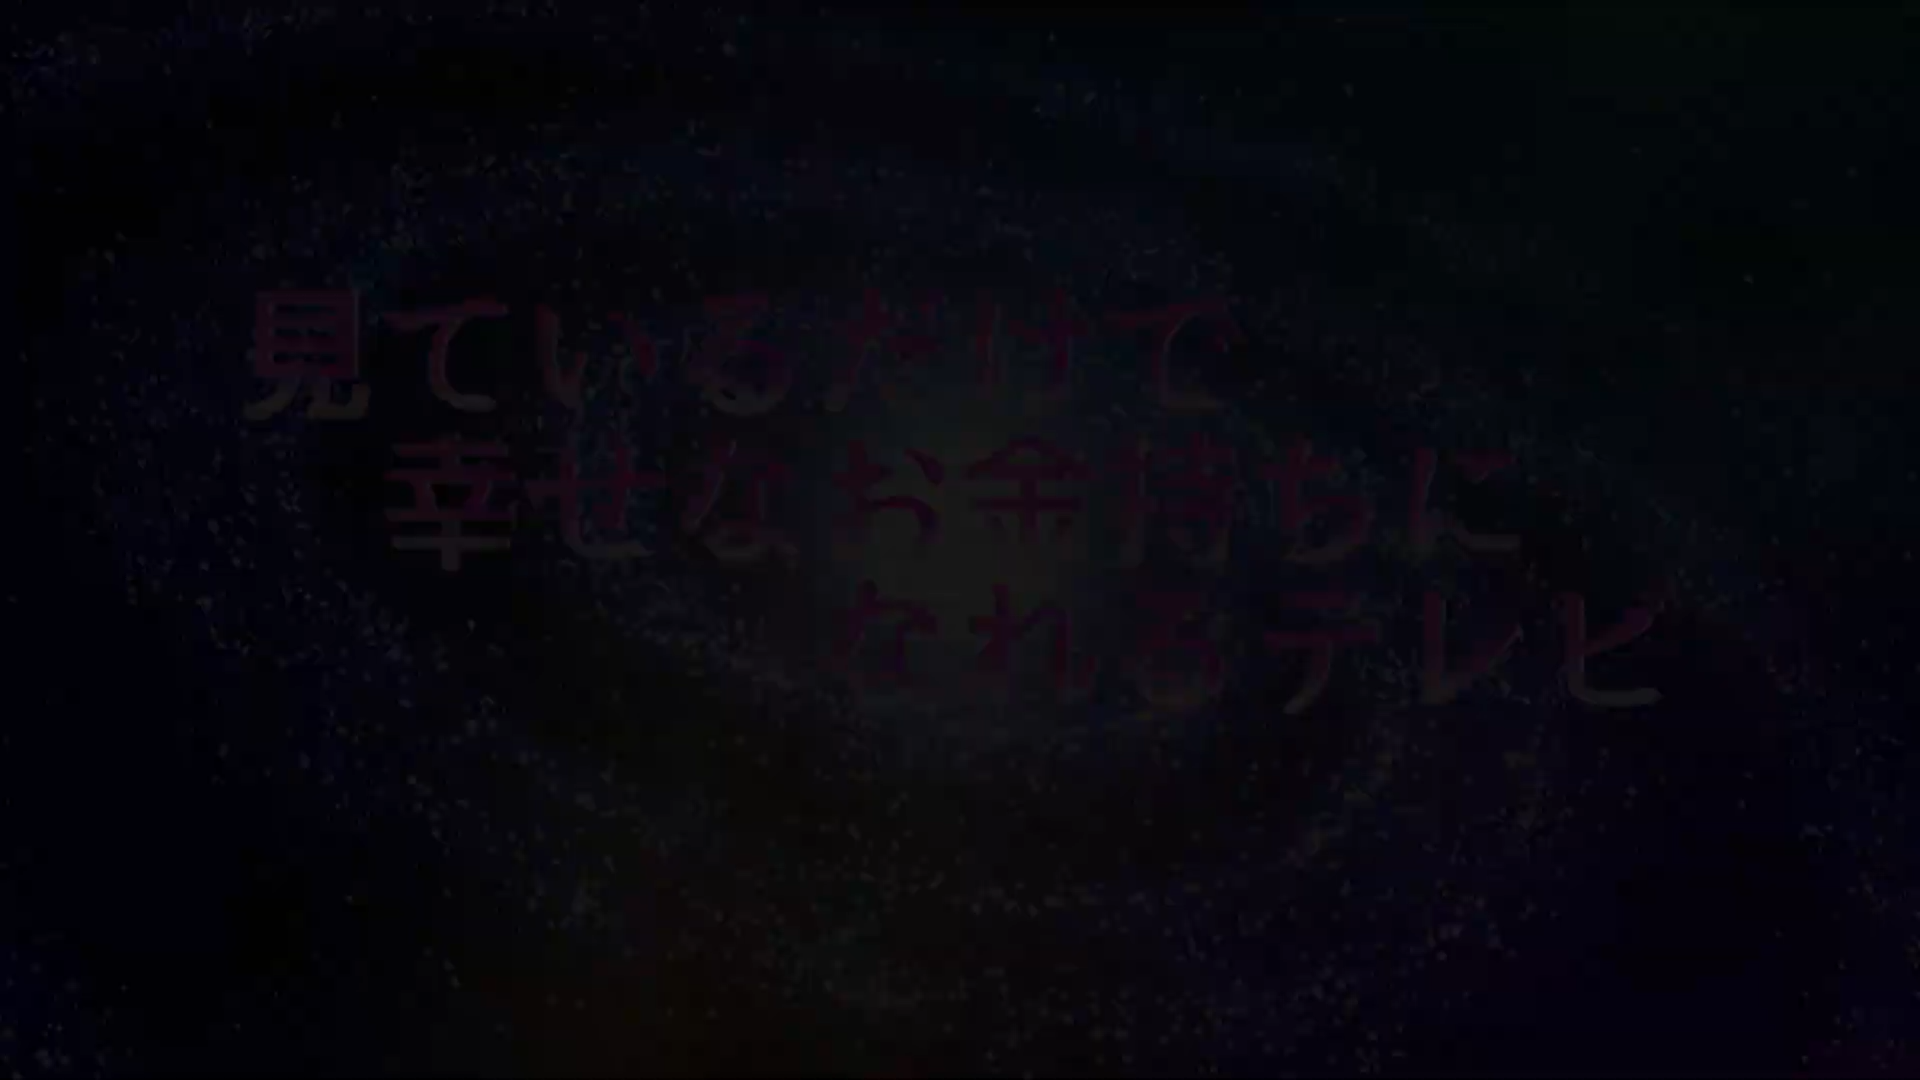 見ているだけで
幸せなお金持ちに
なれるテレビ